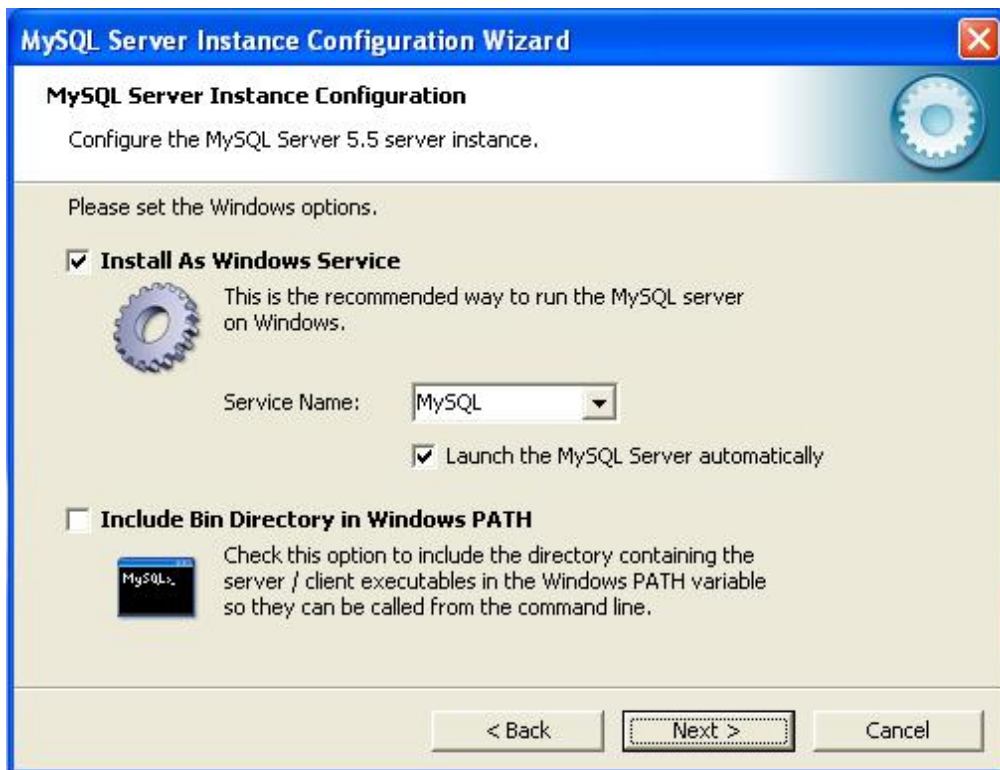 MySQL Server Instance Configuration Wizard
MySQL Server Instance Configuration
Configure the MySQL Server 5.5 server instance.
Please set the Windows options.
Install As Windows Service
This is the recommended way to run the MySQL server
on Windows.
Service Name: MySQL
Launch the MySQL Server automatically
Include Bin Directory in Windows PATH
MySQL>_
Check this option to include the directory containing the
server / client executables in the Windows PATH variable
so they can be called from the command line.
< Back Next > Cancel